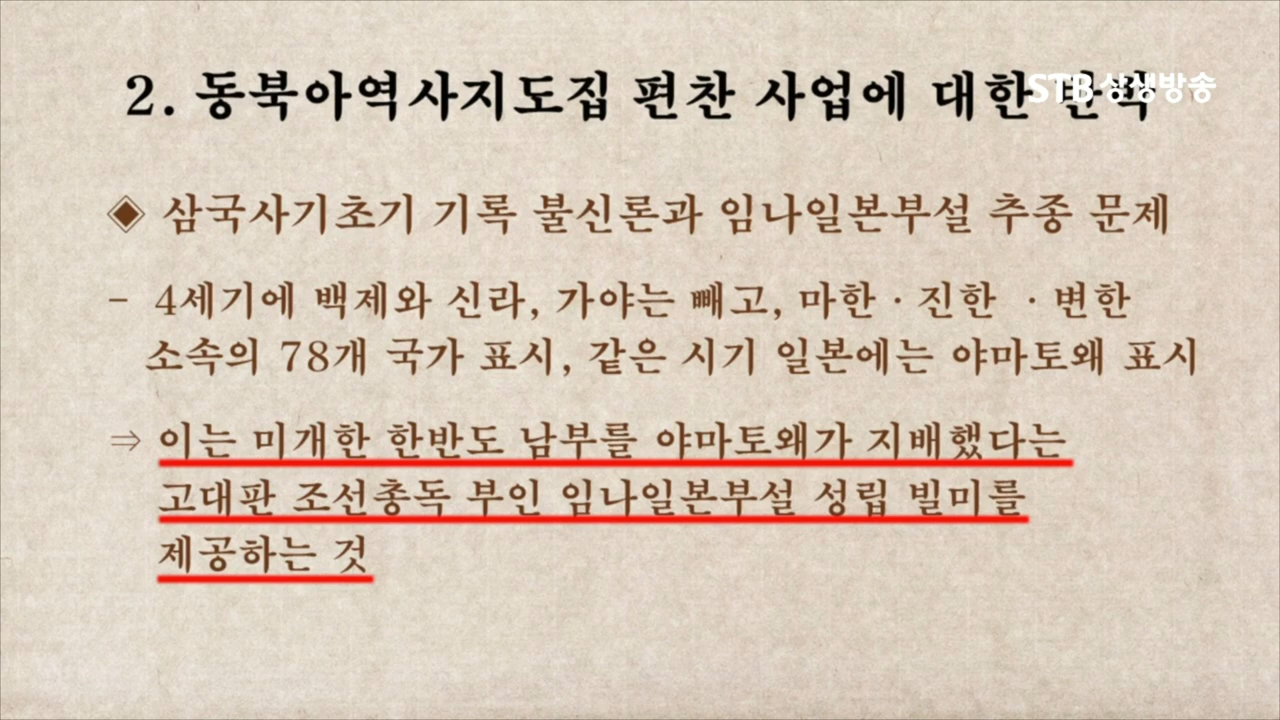 2. 동북아역사지도집 편찬 사업에 대한
STB 상생방송
◈ 삼국사기초기 기록 불신론과 임나일본부설 추종 문제
- 4세기에 백제와 신라, 가야는 빼고, 마한 · 진한 · 변한
소속의 78개 국가 표시, 같은 시기 일본에는 야마토왜 표시
⇒ 이는 미개한 한반도 남부를 야마토왜가 지배했다는
고대판 조선총독 부인 임나일본부설 성립 빌미를
제공하는 것